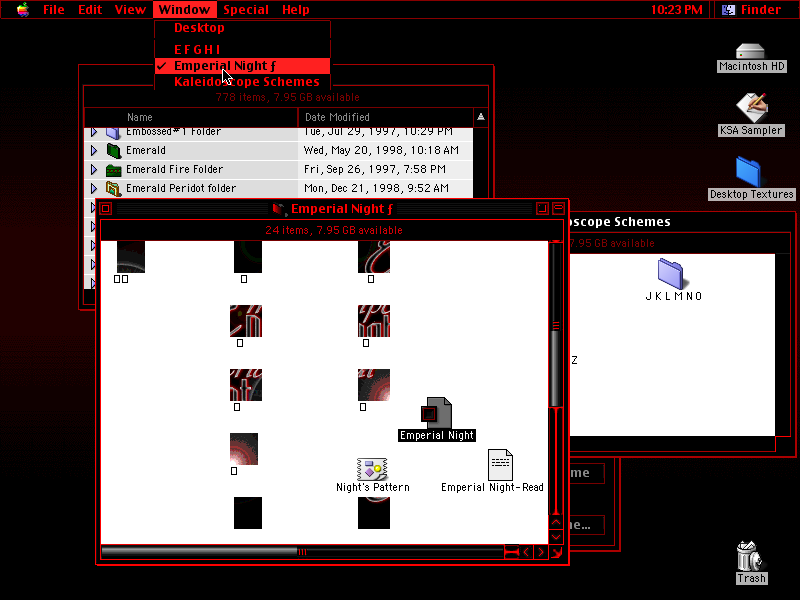 File Edit View Window Special Help 10:23 PM Finder
Desktop
E F G H I
✓ Emperial Night ƒ
Kaleidoscope Schemes
778 items, 7.95 GB available
Name Date Modified
Embossed#1 Folder Tue, Jul 29, 1997, 10:29 PM
Emerald Wed, May 20, 1998, 10:18 AM
Emerald Fire Folder Fri, Sep 26, 1997, 7:58 PM
Emerald Peridot folder Mon, Dec 21, 1998, 9:52 AM
Emperial Night ƒ
24 items, 7.95 GB available
Emperial Night
Night's Pattern
Emperial Night-Read
oscope Schemes
7.95 GB available
J K L M N O
Z
me
e...
Macintosh HD
KSA Sampler
Desktop Textures
Trash